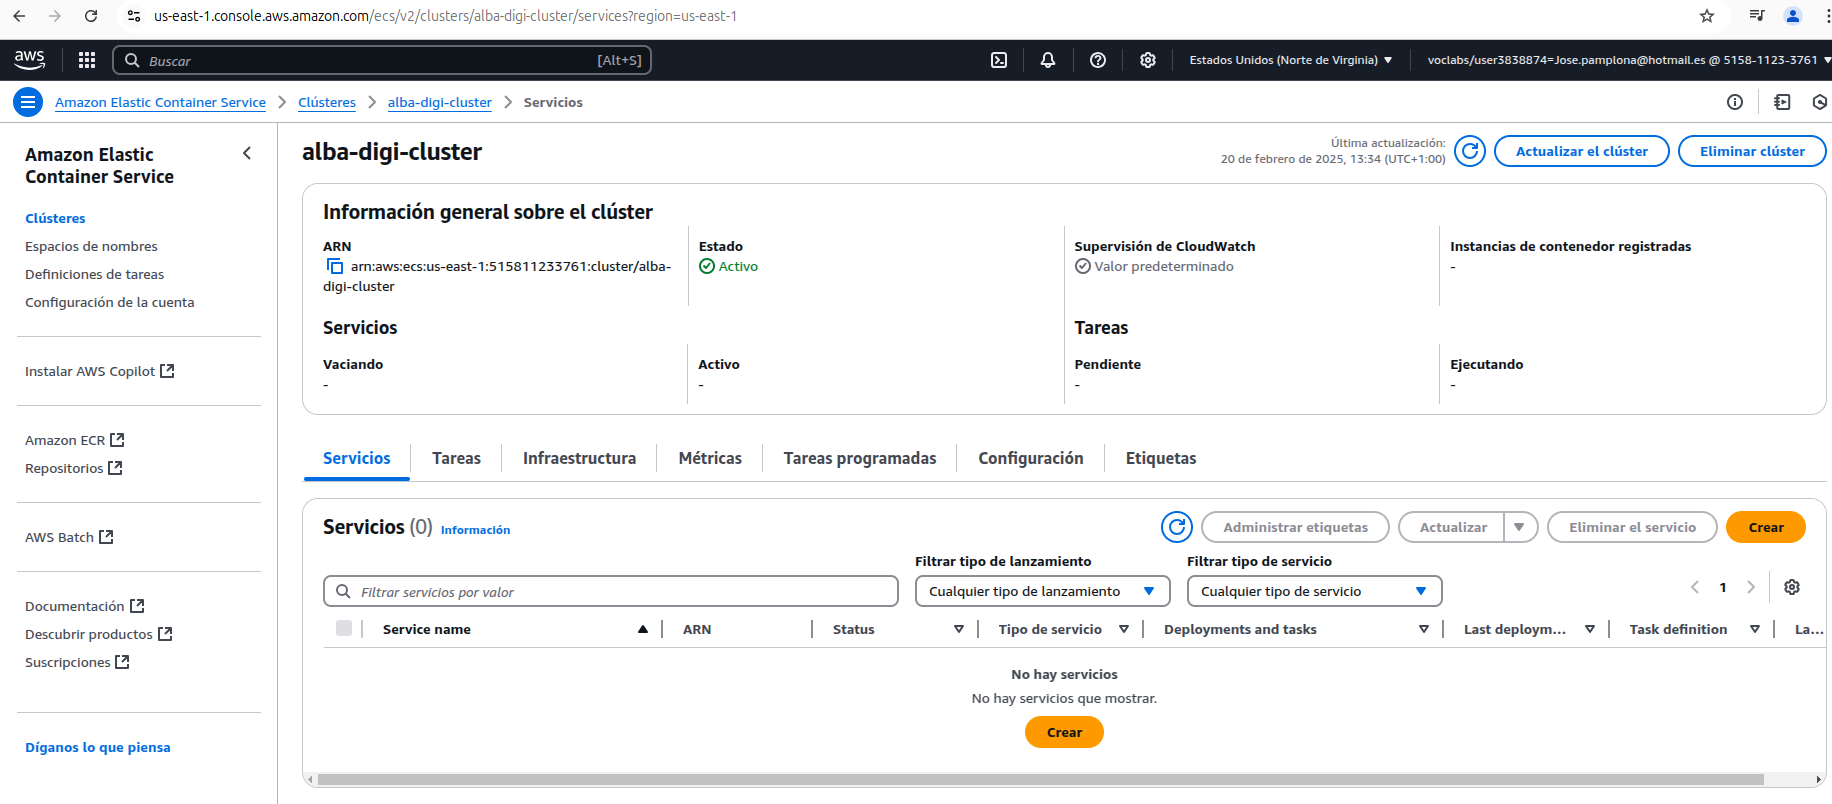 us-east-1.console.aws.amazon.com/ecs/v2/clusters/alba-digi-cluster/services?region=us-east-1
aws
Buscar [Alt+S]
Estados Unidos (Norte de Virginia)
voclabs/user3838874=Jose.pamplona@hotmail.es @ 5158-1123-3761
Amazon Elastic Container Service
Clústeres
alba-digi-cluster
Servicios
Amazon Elastic
Container Service
Clústeres
Espacios de nombres
Definiciones de tareas
Configuración de la cuenta
Instalar AWS Copilot
Amazon ECR
Repositorios
AWS Batch
Documentación
Descubrir productos
Suscripciones
Díganos lo que piensa
alba-digi-cluster
Última actualización:
20 de febrero de 2025, 13:34 (UTC+1:00)
Actualizar el clúster
Eliminar clúster
Información general sobre el clúster
ARN
arn:aws:ecs:us-east-1:515811233761:cluster/alba-
digi-cluster
Estado
Activo
Supervisión de CloudWatch
Valor predeterminado
Instancias de contenedor registradas
-
Servicios
Vaciando
-
Activo
-
Tareas
Pendiente
-
Ejecutando
-
Servicios
Tareas
Infraestructura
Métricas
Tareas programadas
Configuración
Etiquetas
Servicios (0) Información
Administrar etiquetas
Actualizar
Eliminar el servicio
Crear
Filtrar servicios por valor
Filtrar tipo de lanzamiento
Cualquier tipo de lanzamiento
Filtrar tipo de servicio
Cualquier tipo de servicio
1
Service name
ARN
Status
Tipo de servicio
Deployments and tasks
Last deploym...
Task definition
La...
No hay servicios
No hay servicios que mostrar.
Crear